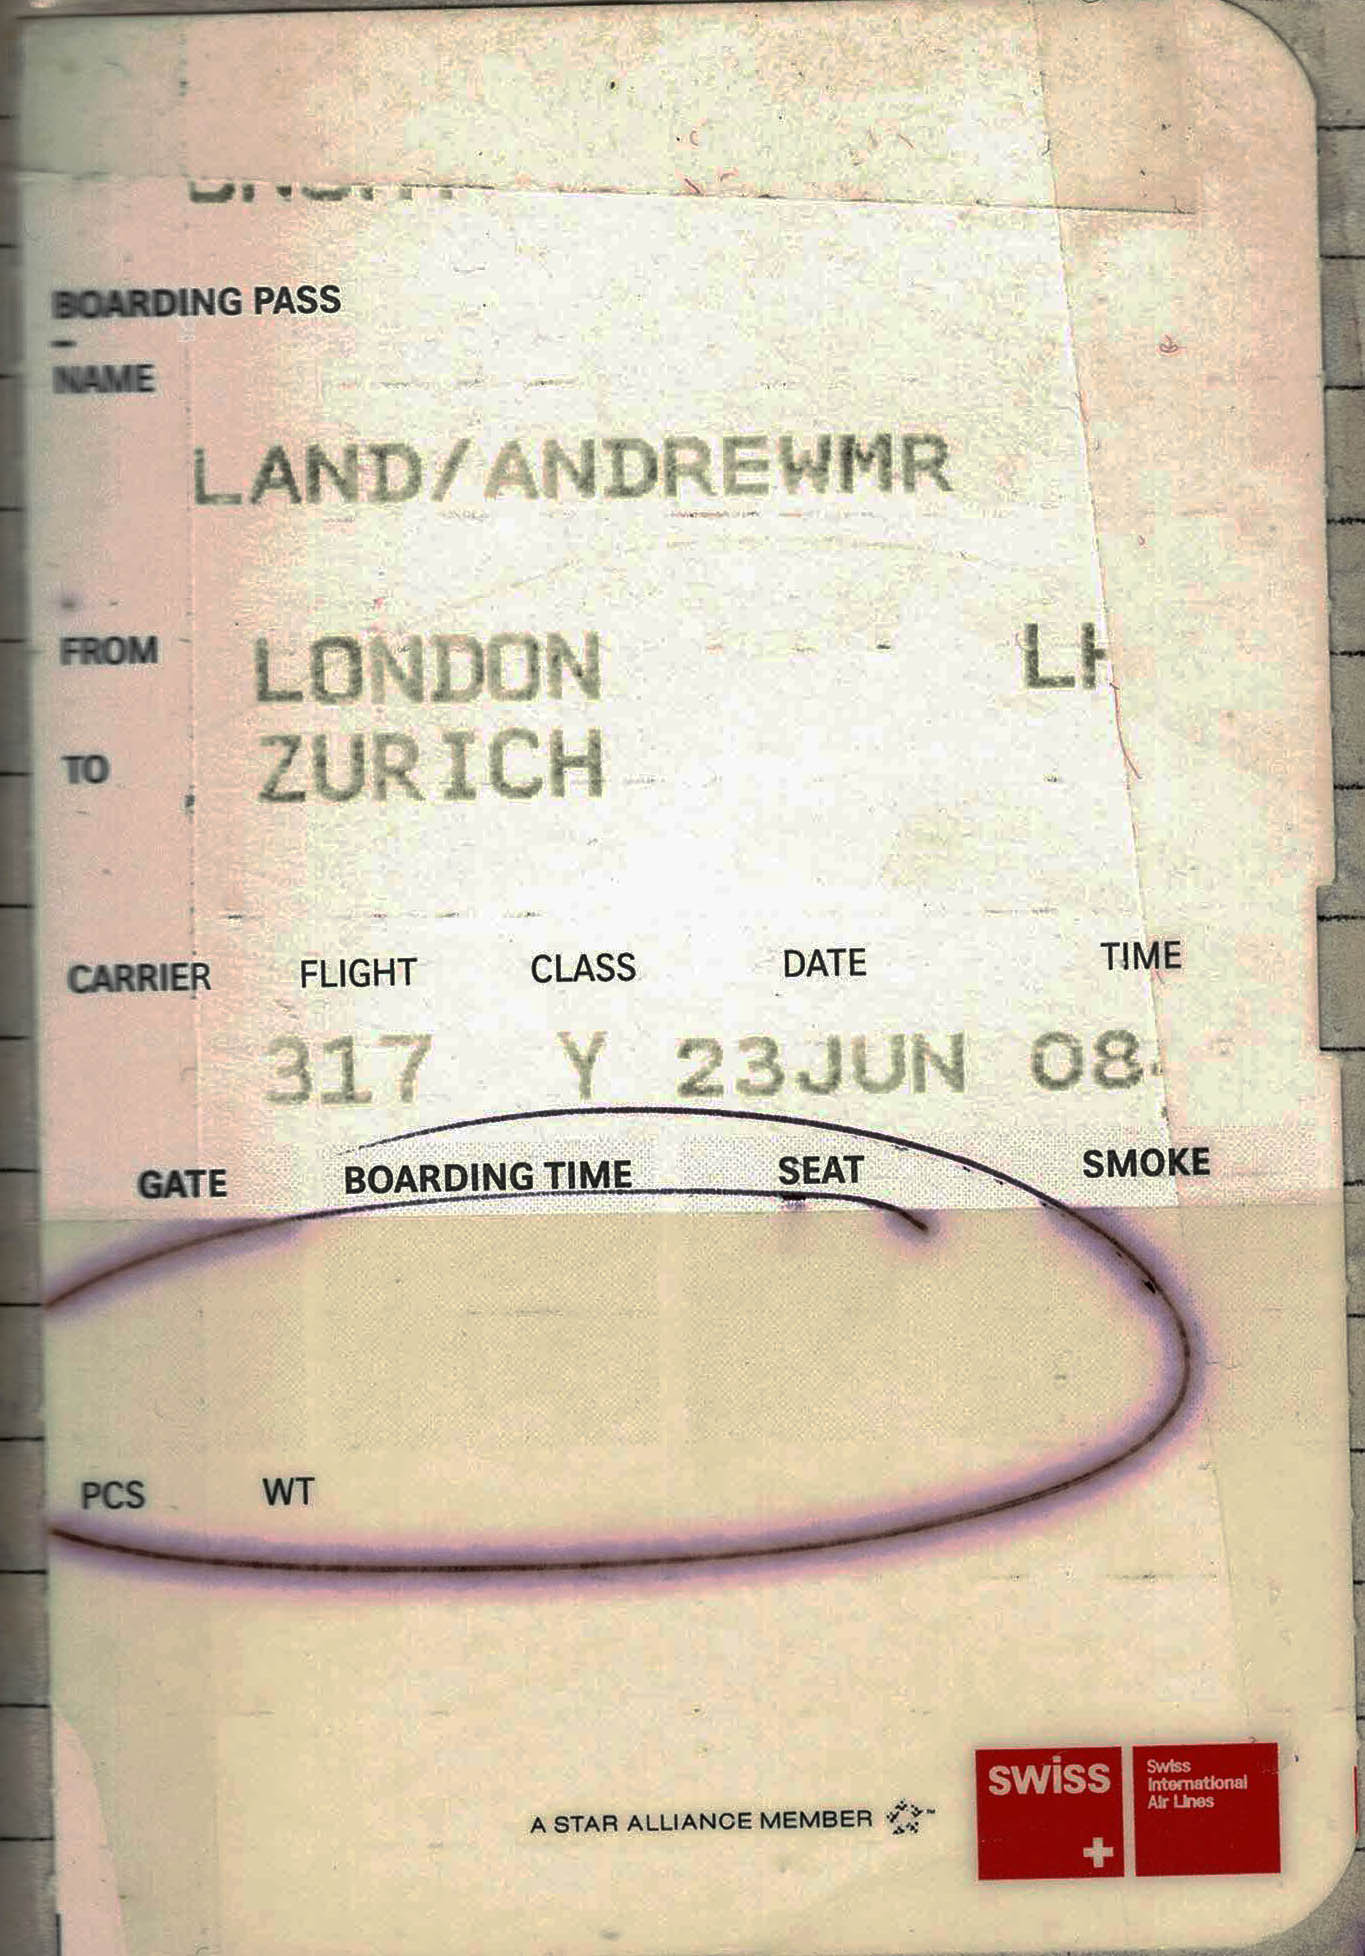 BOARDING PASS
NAME
LAND/ANDREWMR
FROM LONDON
TO ZURICH
CARRIER FLIGHT CLASS DATE TIME
317 Y 23JUN
GATE BOARDING TIME SEAT SMOKE
PCS WT
A STAR ALLIANCE MEMBER
swiss
Swiss
International
Air Lines